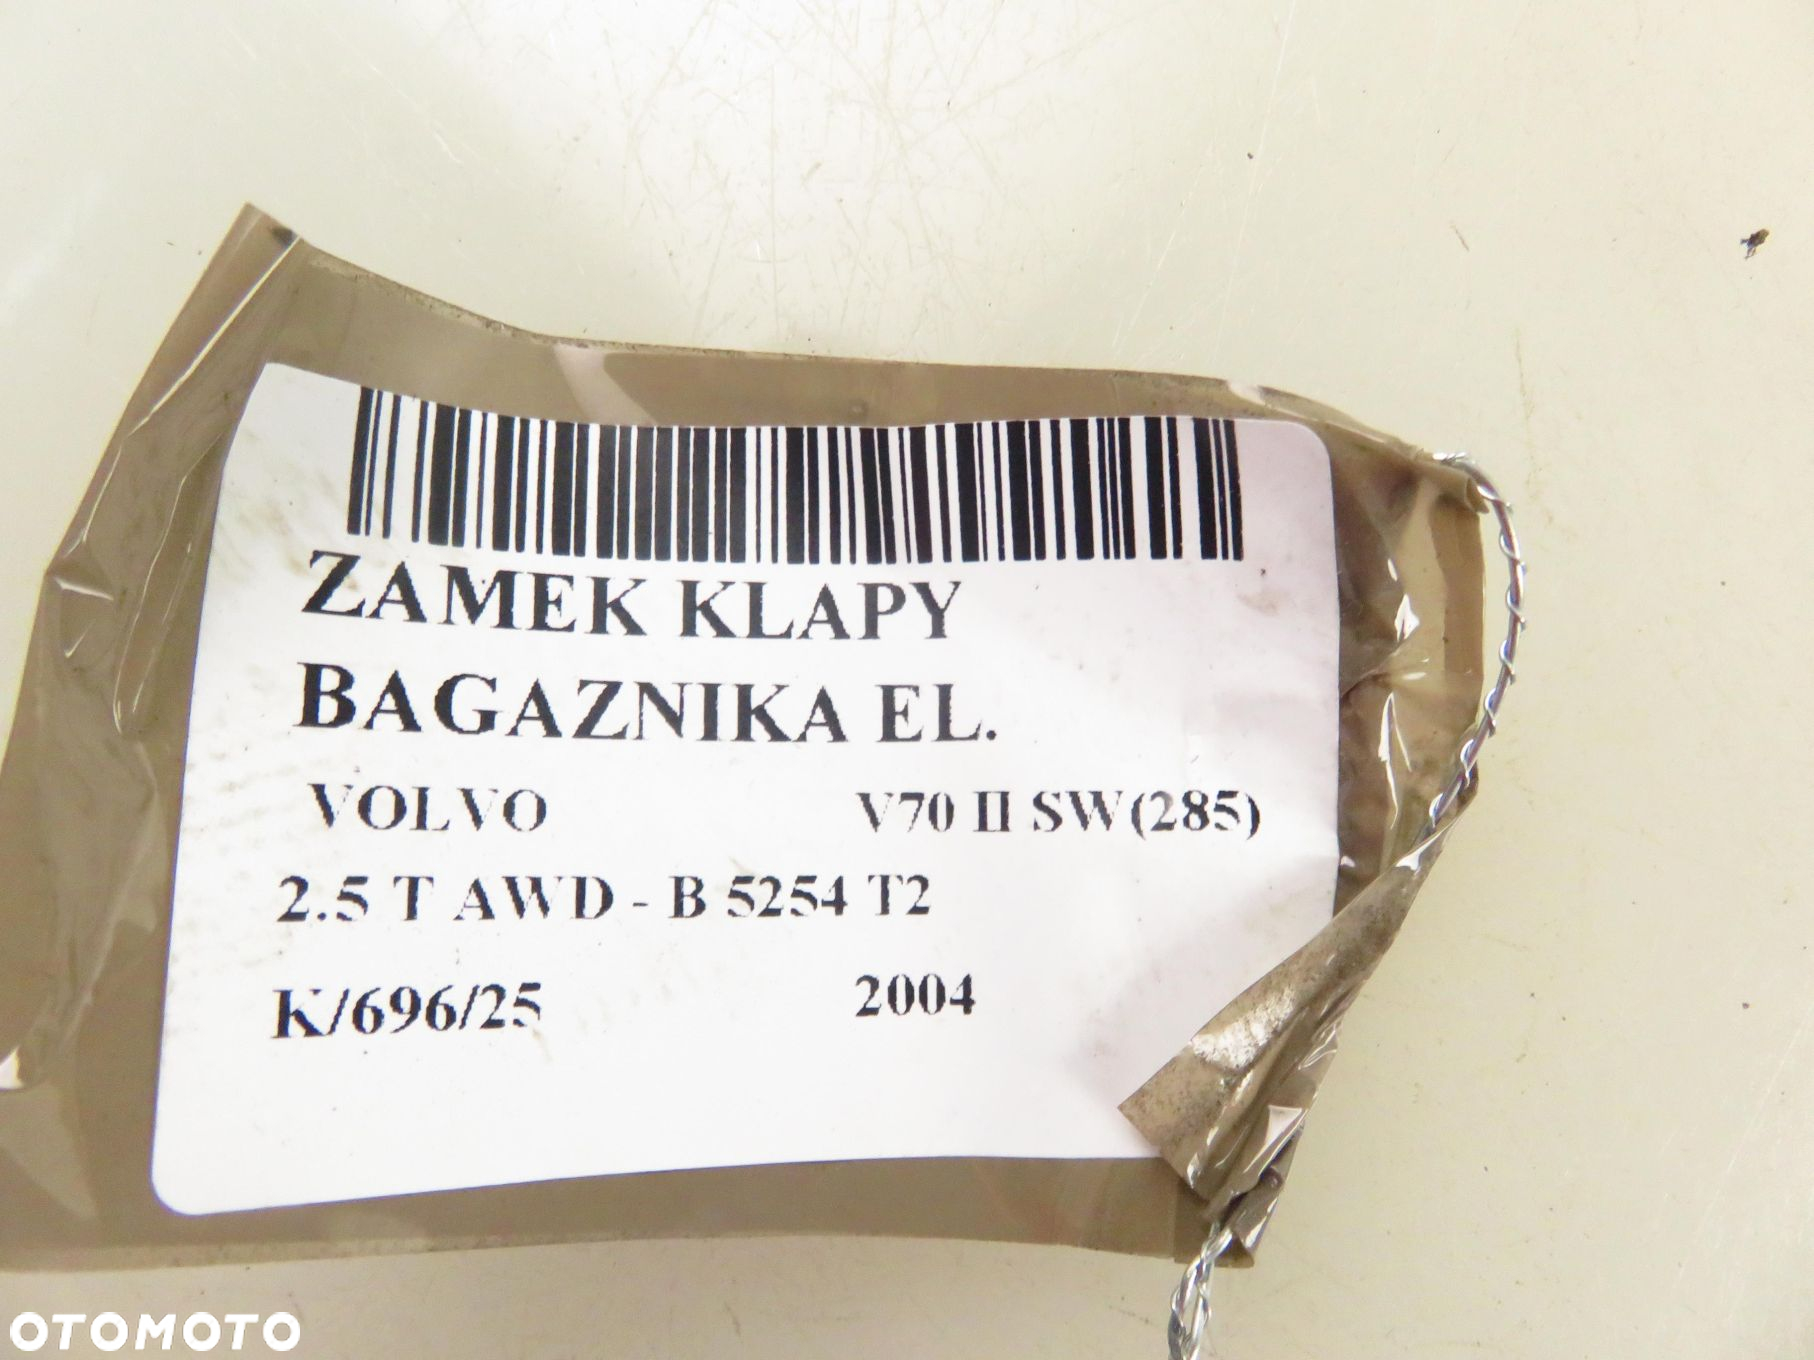 ZAMEK KLAPY
BAGAZNIKA EL.
VOLVO V70 II SW(285)
2.5 T AWD - B 5254 T2
K/696/25 2004
OTOMOTO